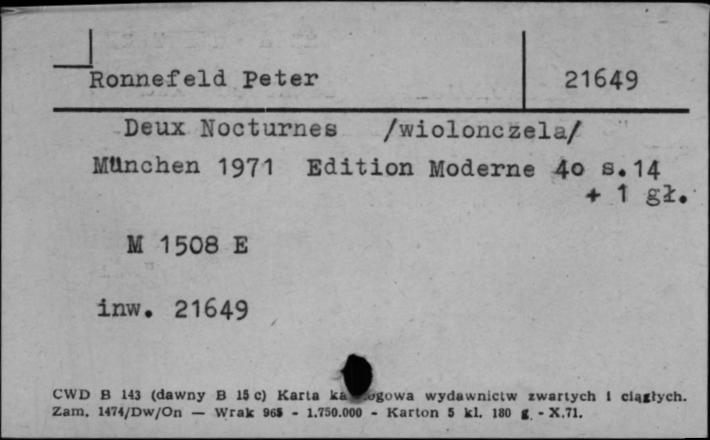 Ronnefeld Peter 21649
Deux Nocturnes /wiolonczela/
München 1971 Edition Moderne 4o s.14
+ 1 gł.
M 1508 E
inw. 21649
CWD B 143 (dawny B 15 c) Karta wydawnictw zwartych i ciągłych.
Zam. 1474/Dw/On — Wrak 965 - 1.750.000 - Karton 5 kl. 180 g - X.71.